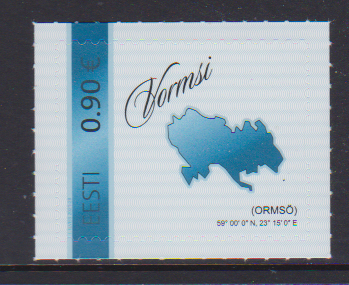 EESTI 0.90 €
Vormsi
(ORMSÖ)
59° 00' 0" N, 23° 15' 0" E